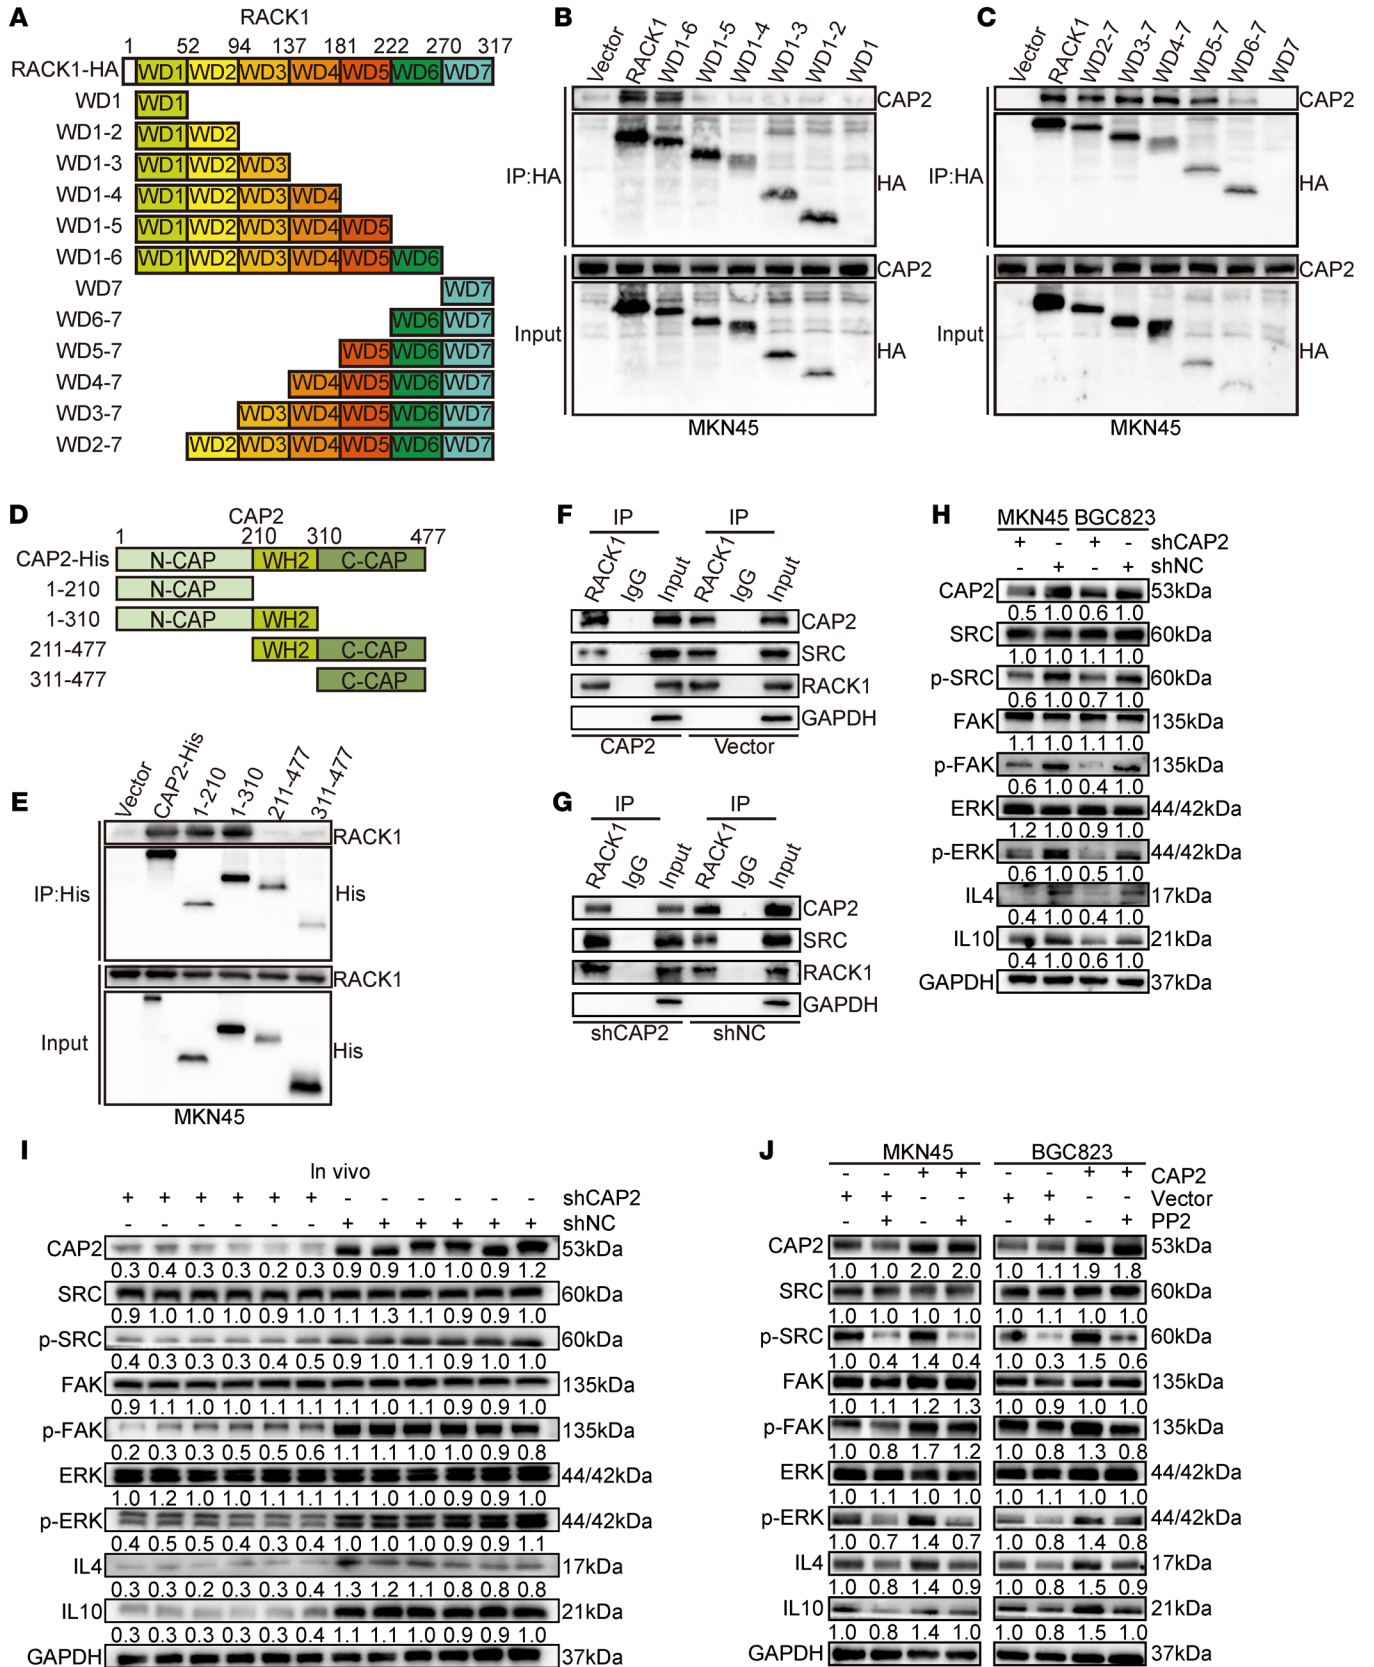 A
RACK1
1 52 94 137 181 222 270 317
RACK1-HA WD1 WD2 WD3 WD4 WD5 WD6 WD7
WD1 WD1
WD1-2 WD1 WD2
WD1-3 WD1 WD2 WD3
WD1-4 WD1 WD2 WD3 WD4
WD1-5 WD1 WD2 WD3 WD4 WD5
WD1-6 WD1 WD2 WD3 WD4 WD5 WD6
WD7 WD7
WD6-7 WD6 WD7
WD5-7 WD5 WD6 WD7
WD4-7 WD4 WD5 WD6 WD7
WD3-7 WD3 WD4 WD5 WD6 WD7
WD2-7 WD2 WD3 WD4 WD5 WD6 WD7
B
Vector RACK1 WD1-6 WD1-5 WD1-4 WD1-3 WD1-2 WD1
CAP2
IP:HA HA
CAP2
Input HA
MKN45
C
Vector RACK1 WD2-7 WD3-7 WD4-7 WD5-7 WD6-7 WD7
CAP2
IP:HA HA
CAP2
Input HA
MKN45
D
CAP2
1 210 310 477
CAP2-His N-CAP WH2 C-CAP
1-210 N-CAP
1-310 N-CAP WH2
211-477 WH2 C-CAP
311-477 C-CAP
E
Vector CAP2-His 1-210 1-310 211-477 311-477
RACK1
IP:His His
RACK1
Input His
MKN45
F
IP IP
RACK1 IgG Input RACK1 IgG Input
CAP2
SRC
RACK1
GAPDH
CAP2 Vector
G
IP IP
RACK1 IgG Input RACK1 IgG Input
CAP2
SRC
RACK1
GAPDH
shCAP2 shNC
H
MKN45 BGC823
+ - + - shCAP2
- + - + shNC
CAP2 53kDa
0.5 1.0 0.6 1.0
SRC 60kDa
1.0 1.0 1.1 1.0
p-SRC 60kDa
0.6 1.0 0.7 1.0
FAK 135kDa
1.1 1.0 1.1 1.0
p-FAK 135kDa
0.6 1.0 0.4 1.0
ERK 44/42kDa
1.2 1.0 0.9 1.0
p-ERK 44/42kDa
0.6 1.0 0.5 1.0
IL4 17kDa
0.4 1.0 0.4 1.0
IL10 21kDa
0.4 1.0 0.6 1.0
GAPDH 37kDa
I
In vivo
+ + + + + + - - - - - - shCAP2
- - - - - - + + + + + + shNC
CAP2 53kDa
0.3 0.4 0.3 0.3 0.2 0.3 0.9 0.9 1.0 1.0 0.9 1.2
SRC 60kDa
0.9 1.0 1.0 1.0 0.9 1.0 1.1 1.3 1.1 0.9 0.9 1.0
p-SRC 60kDa
0.4 0.3 0.3 0.3 0.4 0.5 0.9 1.0 1.1 0.9 1.0 1.0
FAK 135kDa
0.9 1.1 1.0 1.0 1.1 1.1 1.0 1.0 1.1 0.9 0.9 1.0
p-FAK 135kDa
0.2 0.3 0.3 0.5 0.5 0.6 1.1 1.1 1.0 1.0 0.9 0.8
ERK 44/42kDa
1.0 1.2 1.0 1.0 1.1 1.1 1.1 1.0 1.0 0.9 0.9 1.0
p-ERK 44/42kDa
0.4 0.5 0.5 0.4 0.4 0.4 1.0 1.0 1.0 0.9 0.9 1.1
IL4 17kDa
0.3 0.3 0.2 0.3 0.3 0.4 1.3 1.2 1.1 0.8 0.8 0.8
IL10 21kDa
0.3 0.3 0.3 0.3 0.3 0.4 1.1 1.1 1.0 0.9 0.9 1.0
GAPDH 37kDa
J
MKN45 BGC823
- - + + - - + + CAP2
+ + - - + + - - Vector
- + - + - + - + PP2
CAP2 53kDa
1.0 1.0 2.0 2.0 1.0 1.1 1.9 1.8
SRC 60kDa
1.0 1.0 1.0 1.0 1.0 1.1 1.0 1.0
p-SRC 60kDa
1.0 0.4 1.4 0.4 1.0 0.3 1.5 0.6
FAK 135kDa
1.0 1.1 1.2 1.3 1.0 0.9 1.0 1.0
p-FAK 135kDa
1.0 0.8 1.7 1.2 1.0 0.8 1.3 0.8
ERK 44/42kDa
1.0 1.1 1.0 1.0 1.0 1.1 1.0 1.0
p-ERK 44/42kDa
1.0 0.7 1.4 0.7 1.0 0.8 1.4 0.8
IL4 17kDa
1.0 0.8 1.4 0.9 1.0 0.8 1.5 0.9
IL10 21kDa
1.0 0.8 1.4 1.0 1.0 0.8 1.5 1.0
GAPDH 37kDa